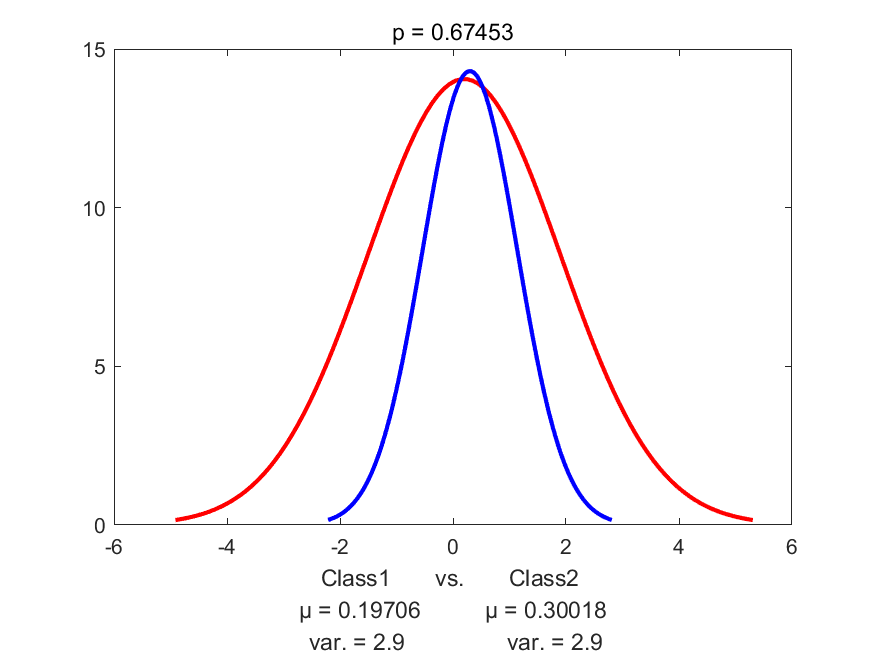 p = 0.67453
15
10
5
0
-6 -4 -2 0 2 4 6
Class1 vs. Class2
μ = 0.19706 μ = 0.30018
var. = 2.9 var. = 2.9